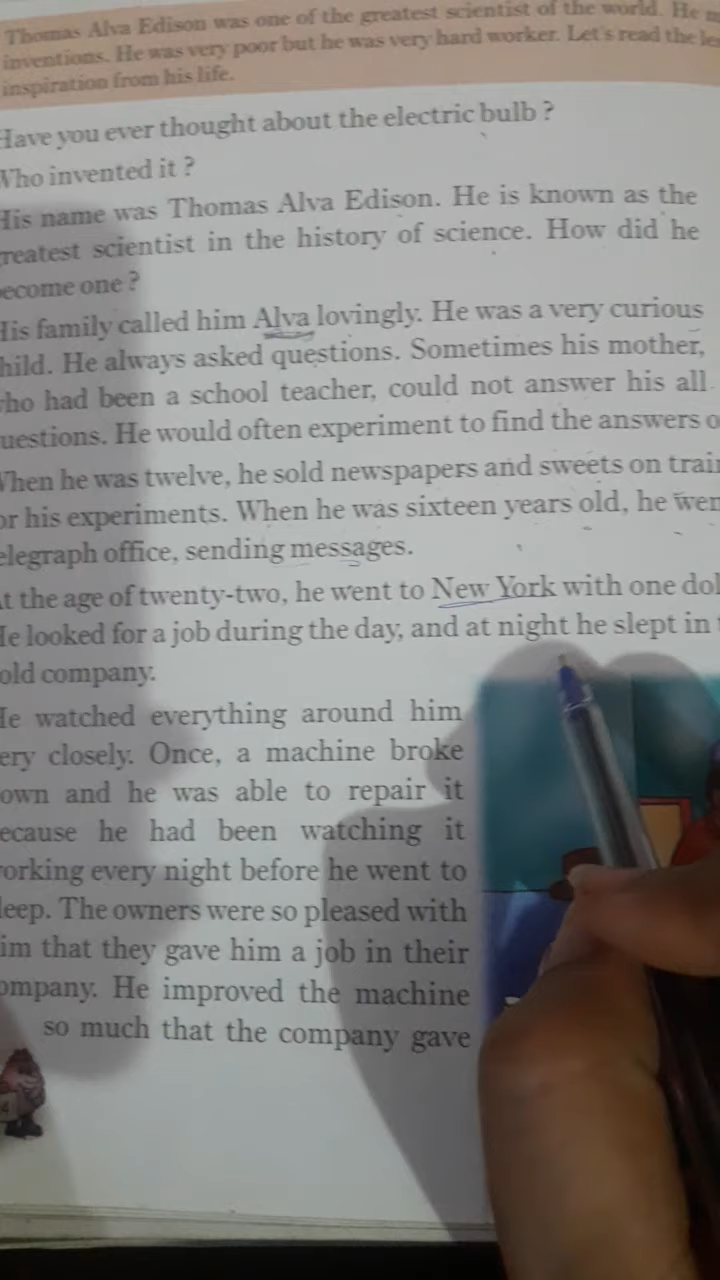 Thomas Alva Edison was one of the greatest scientist of the world. He
inventions. He was very poor but he was very hard worker. Let's read the
inspiration from his life.
Have you ever thought about the electric bulb ?
Who invented it ?
His name was Thomas Alva Edison. He is known as the
greatest scientist in the history of science. How did he
become one ?
His family called him Alva lovingly. He was a very curious
child. He always asked questions. Sometimes his mother,
who had been a school teacher, could not answer his all
questions. He would often experiment to find the answers
When he was twelve, he sold newspapers and sweets on
for his experiments. When he was sixteen years old, he
telegraph office, sending messages.
At the age of twenty-two, he went to New York with one
He looked for a job during the day, and at night he slept in
old company.
He watched everything around him
very closely. Once, a machine broke
down and he was able to repair it
because he had been watching it
working every night before he went to
sleep. The owners were so pleased with
him that they gave him a job in their
company. He improved the machine
so much that the company gave
4